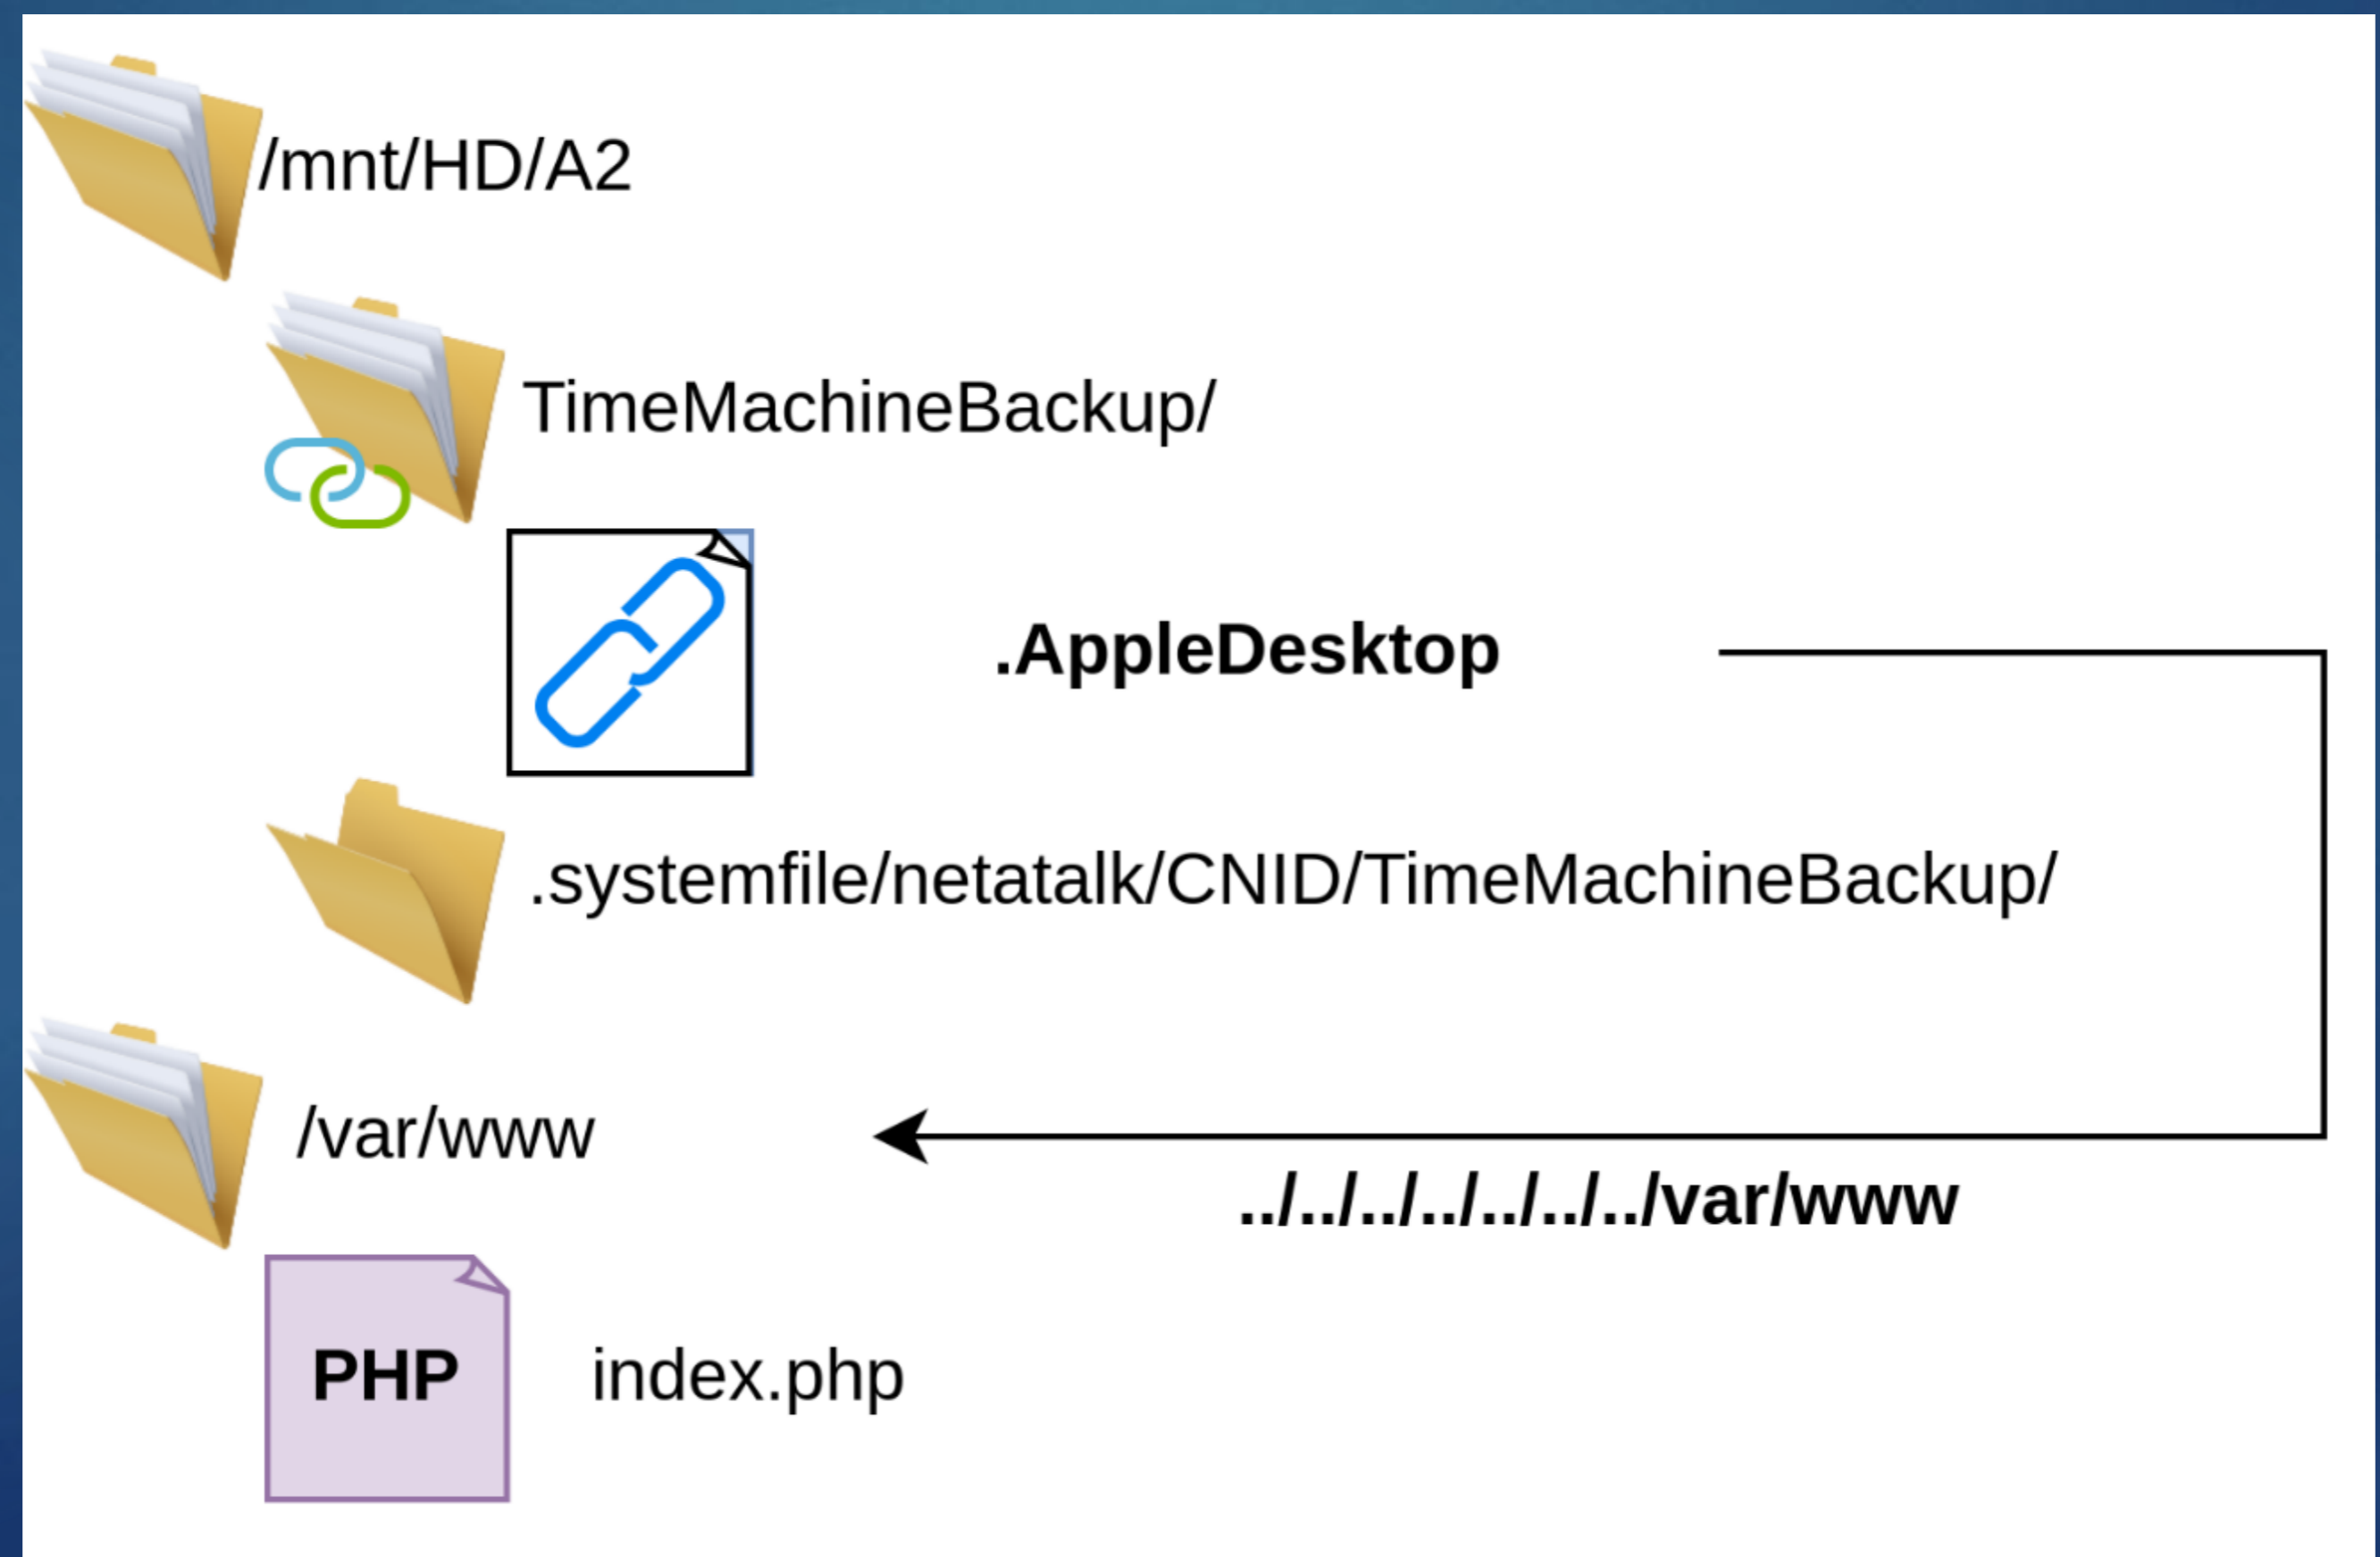 /mnt/HD/A2
TimeMachineBackup/
.AppleDesktop
.systemfile/netatalk/CNID/TimeMachineBackup/
/var/www
../../../../../../../var/www
PHP
index.php